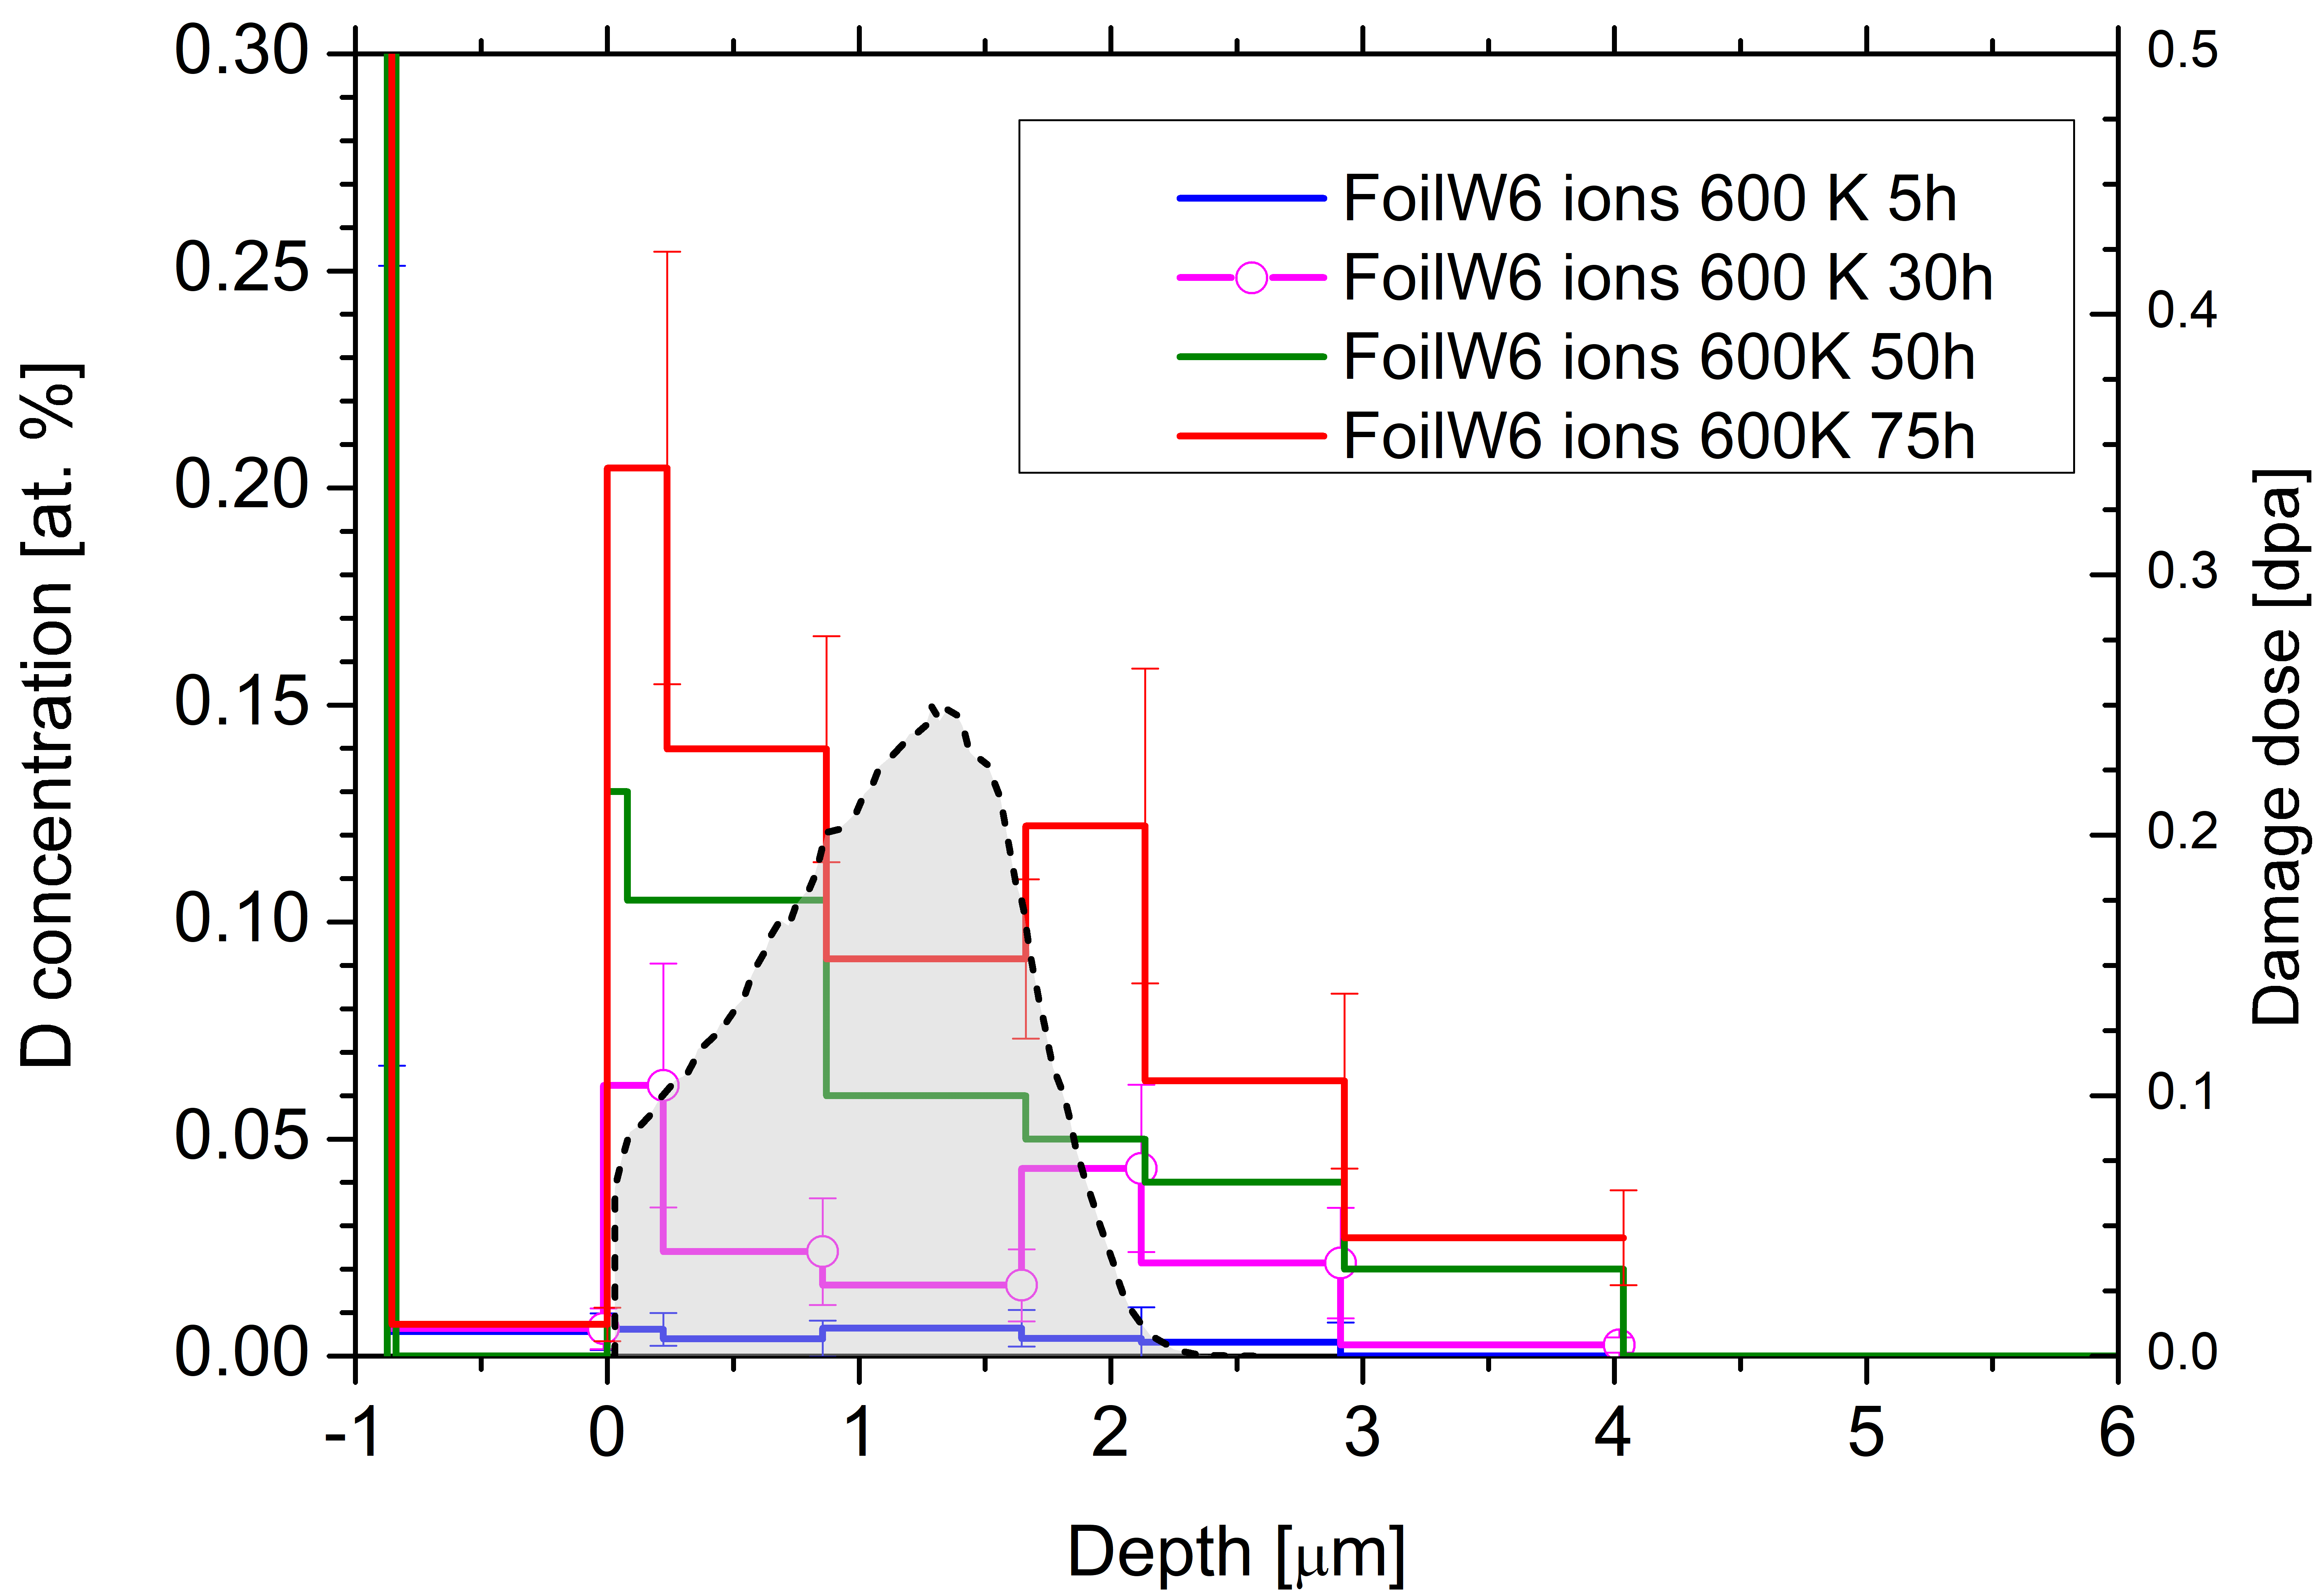 0.30
0.25
0.20
0.15
0.10
0.05
0.00
D concentration [at. %]
FoilW6 ions 600 K 5h
FoilW6 ions 600 K 30h
FoilW6 ions 600K 50h
FoilW6 ions 600K 75h
0.5
0.4
0.3
0.2
0.1
0.0
Damage dose [dpa]
-1 0 1 2 3 4 5 6
Depth [μm]